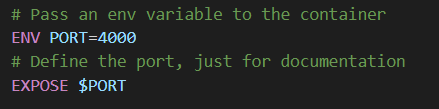 # Pass an env variable to the container
ENV PORT=4000
# Define the port, just for documentation
EXPOSE $PORT